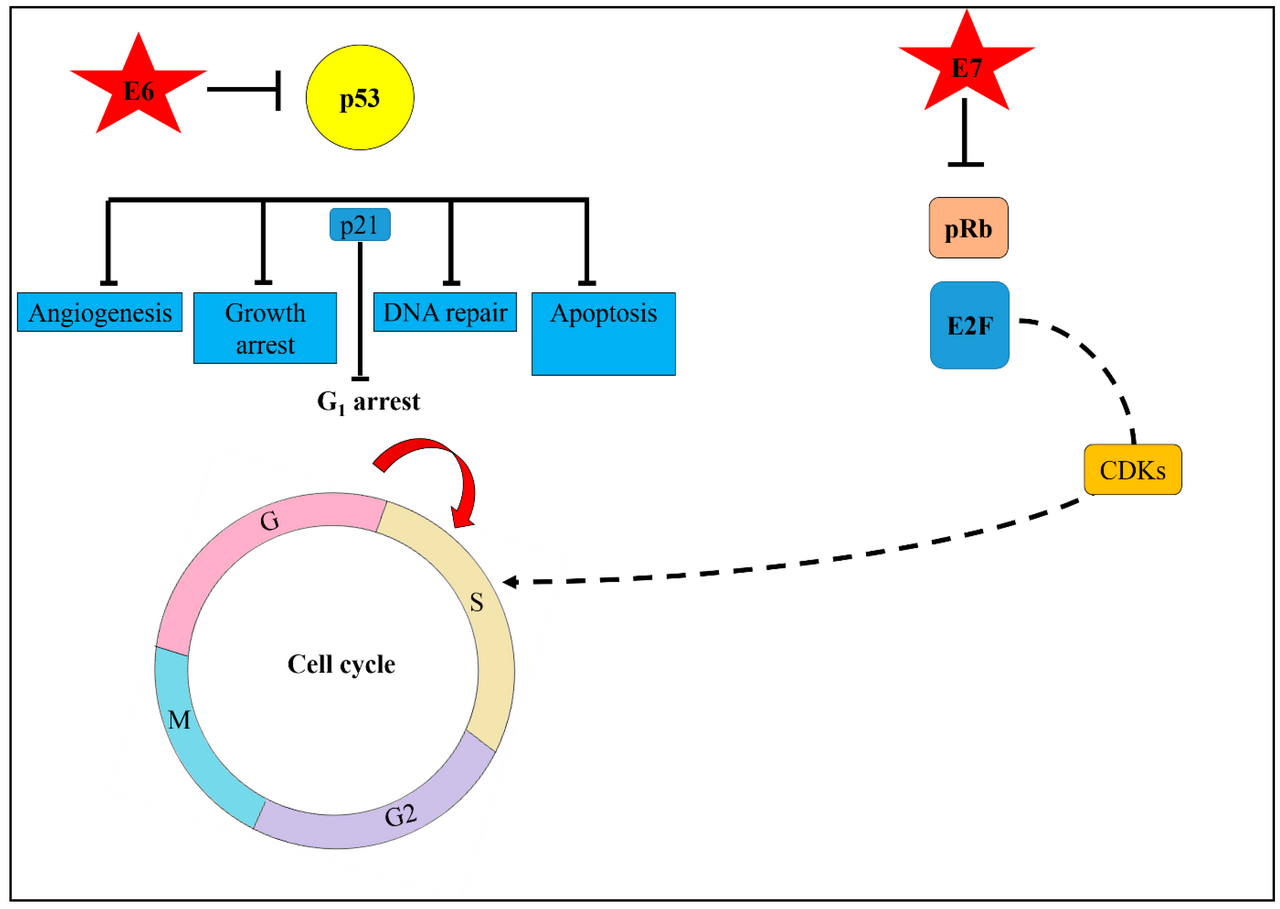 E6
p53
E7
p21
pRb
Angiogenesis
Growth
arrest
DNA repair
Apoptosis
E2F
G₁ arrest
CDKs
G
S
Cell cycle
M
G2